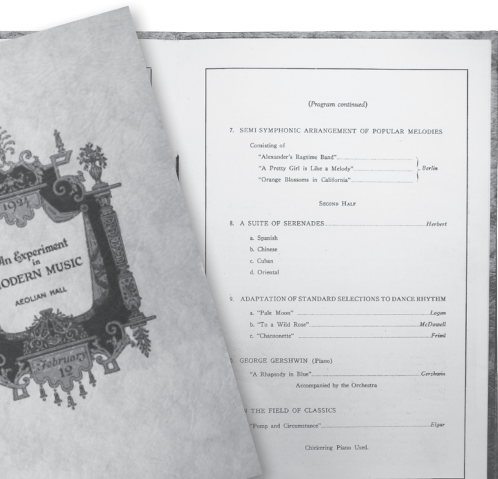 1924
An Experiment
in
MODERN MUSIC
AEOLIAN HALL
February
12
(Program continued)
7. SEMI SYMPHONIC ARRANGEMENT OF POPULAR MELODIES
Consisting of
"Alexander's Ragtime Band"
"A Pretty Girl is Like a Melody" Berlin
"Orange Blossoms in California"
SECOND HALF
8. A SUITE OF SERENADES Herbert
a. Spanish
b. Chinese
c. Cuban
d. Oriental
9. ADAPTATION OF STANDARD SELECTIONS TO DANCE RHYTHM
a. "Pale Moon" Logan
b. "To a Wild Rose" McDowell
c. "Chansonette" Friml
GEORGE GERSHWIN (Piano)
"A Rhapsody in Blue" Gershwin
Accompanied by the Orchestra
THE FIELD OF CLASSICS
"Pomp and Circumstance" Elgar
Chickering Piano Used.